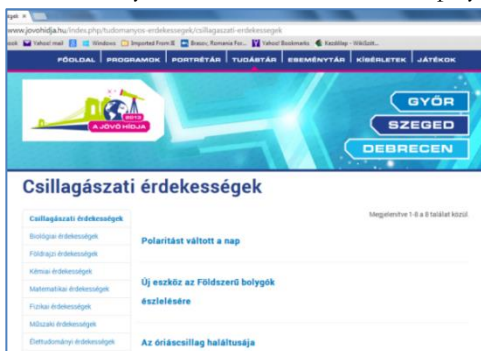 www.jovohidja.hu/index.php/tudomanyos-erdekessegek/csillagaszati-erdekessegek
Yahoo! mail Windows Imported From IE Brasov, Romania For... Yahoo! Bookmarks Kezdőlap - WikiSzót...
FŐOLDAL PROGRAMOK PORTRÉTÁR TUDÁSTÁR ESEMÉNYTÁR KÍSÉRLETEK JÁTÉKOK
2013
A JÖVŐ HÍDJA
GYŐR
SZEGED
DEBRECEN
Csillagászati érdekességek
Csillagászati érdekességek
Biológiai érdekességek
Földrajzi érdekességek
Kémiai érdekességek
Matematikai érdekességek
Fizikai érdekességek
Műszaki érdekességek
Élettudományi érdekességek
Megjelenítve 1-8 a 8 találat közül.
Polaritást váltott a nap
Új eszköz az Földszerű bolygók
észlelésére
Az óriáscsillag haláltusája